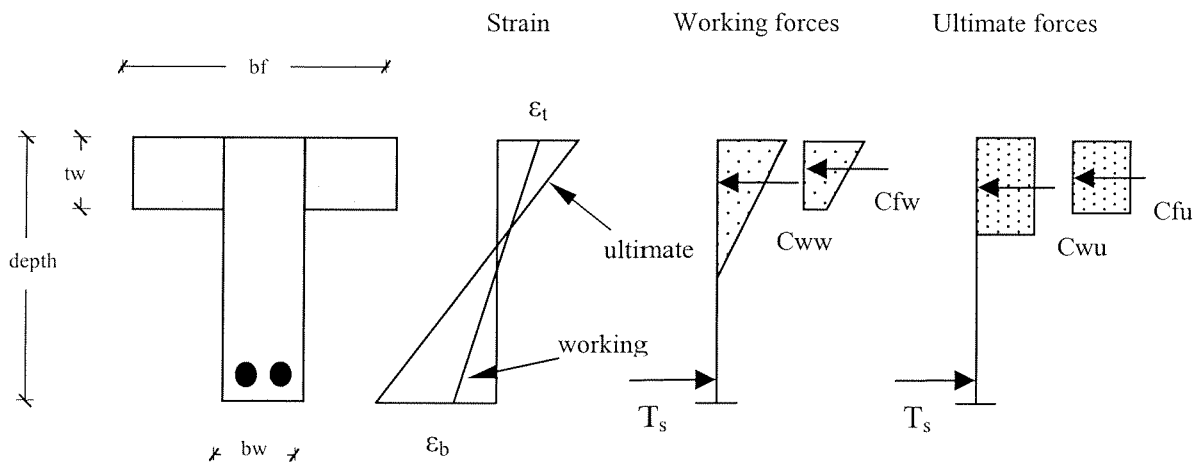 Strain
Working forces
Ultimate forces
bf
εt
tw
Cfw
Cfu
depth
ultimate
Cww
Cwu
working
Ts
Ts
bw
εb